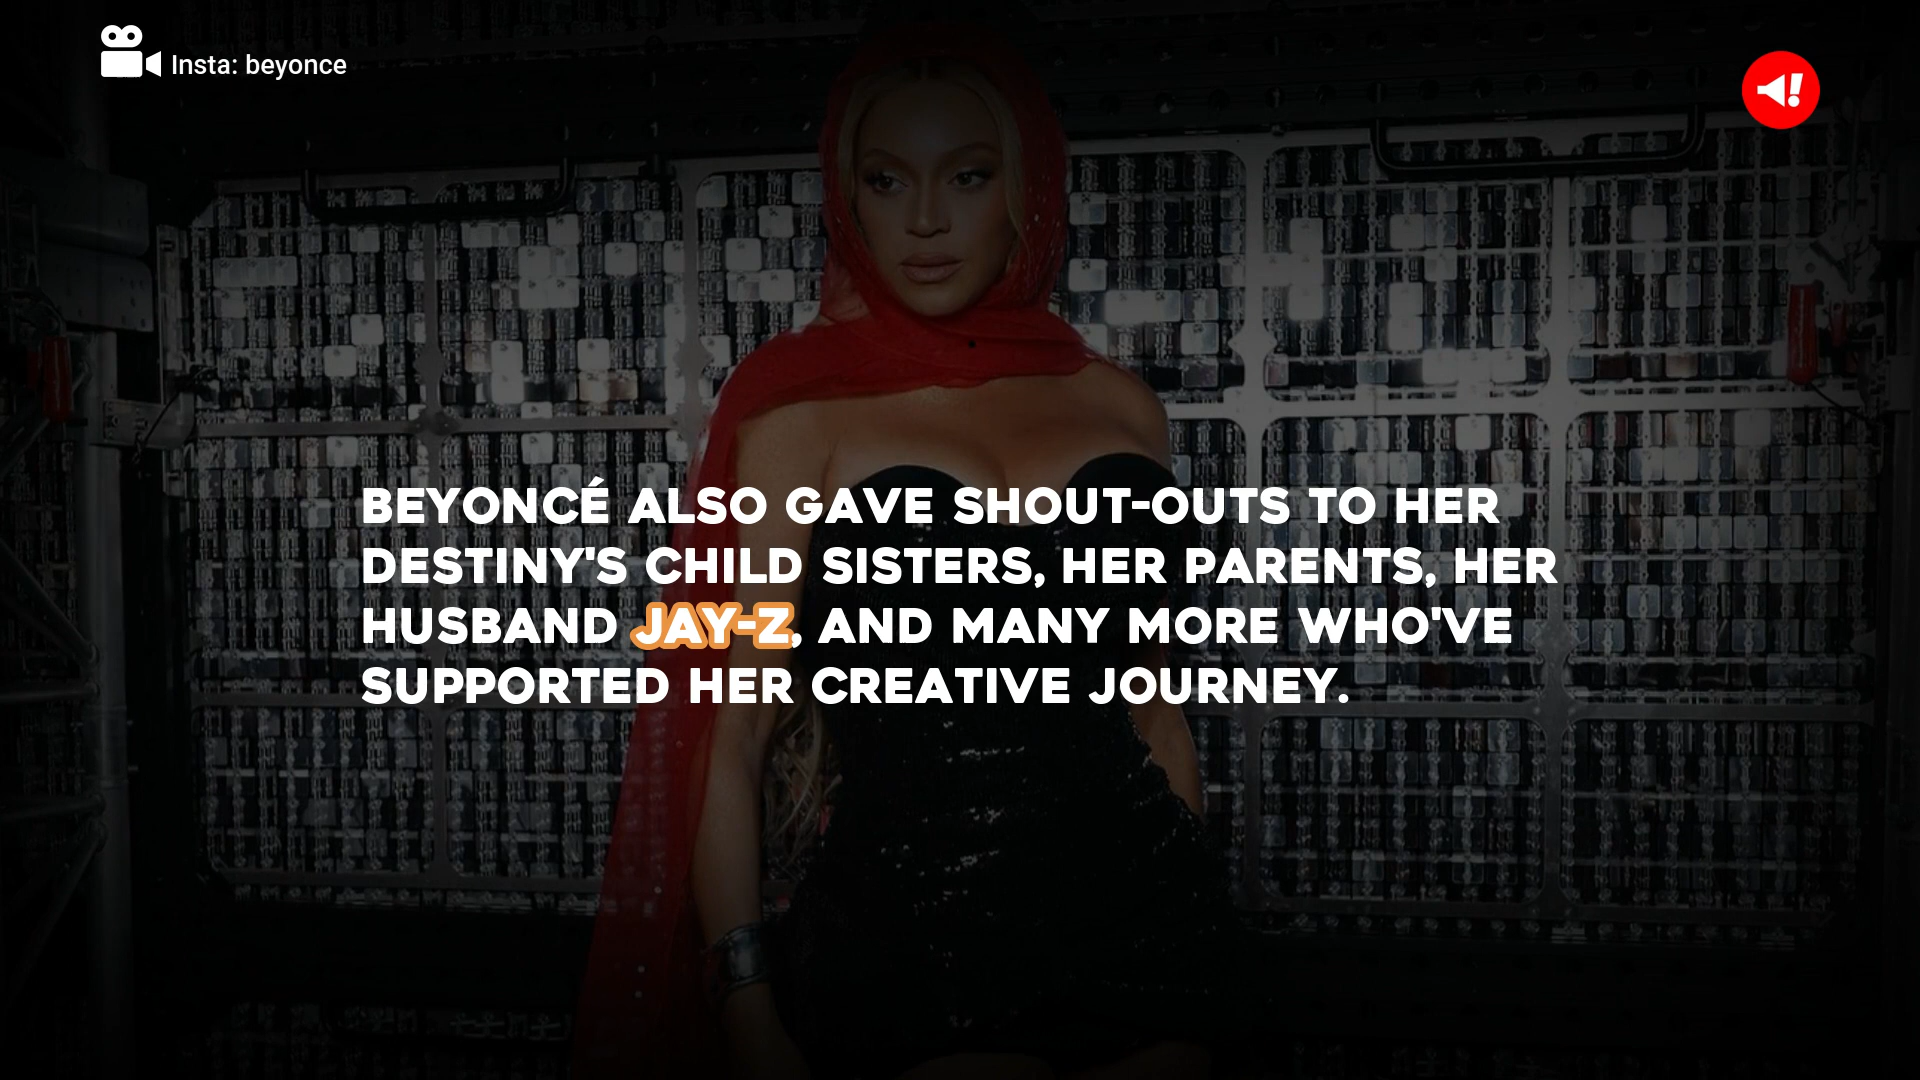 Insta: beyonce
BEYONCÉ ALSO GAVE SHOUT-OUTS TO HER
DESTINY'S CHILD SISTERS, HER PARENTS, HER
HUSBAND JAY-Z, AND MANY MORE WHO'VE
SUPPORTED HER CREATIVE JOURNEY.